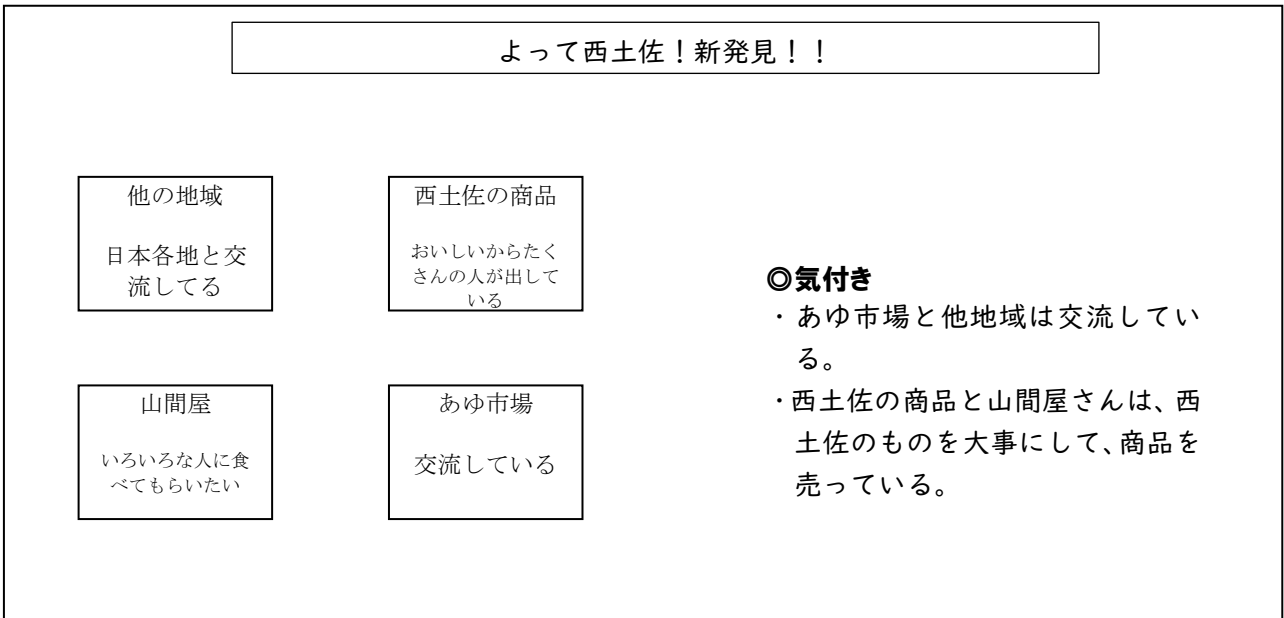 よって西土佐！新発見！！
他の地域
日本各地と交
流してる
西土佐の商品
おいしいからたく
さんの人が出して
いる
山間屋
いろいろな人に食
べてもらいたい
あゆ市場
交流している
◎気付き
・あゆ市場と他地域は交流してい
る。
・西土佐の商品と山間屋さんは、西
土佐のものを大事にして、商品を
売っている。